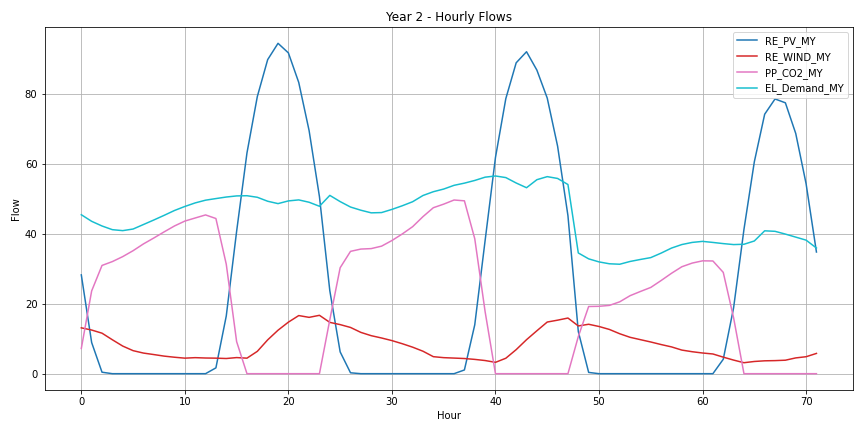 Year 2 - Hourly Flows
RE_PV_MY
RE_WIND_MY
PP_CO2_MY
EL_Demand_MY
Flow
80
60
40
20
0
0 10 20 30 40 50 60 70
Hour